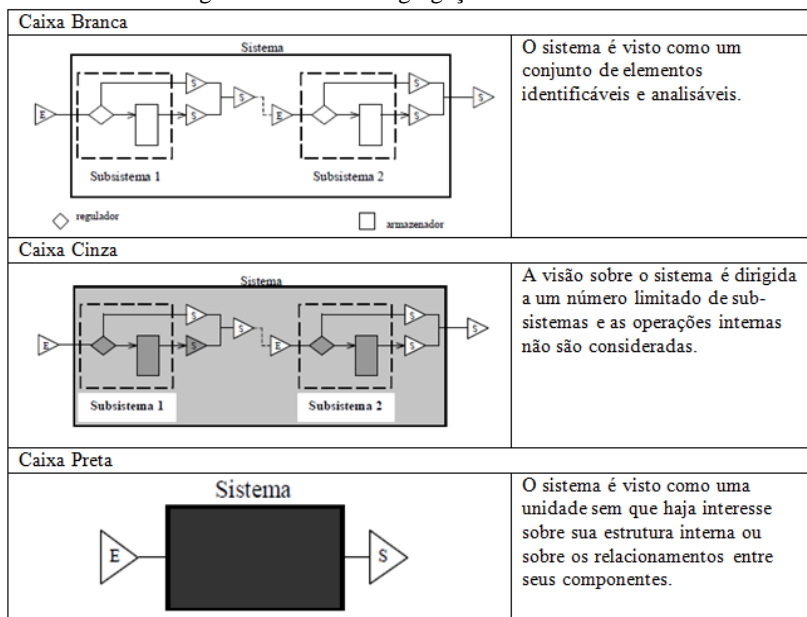 Caixa Branca
Sistema
E
S
S
S
E
S
S
S
Subsistema 1
Subsistema 2
regulador
armazenador
O sistema é visto como um
conjunto de elementos
identificáveis e analisáveis.
Caixa Cinza
Sistema
E
S
S
S
E
S
S
S
Subsistema 1
Subsistema 2
A visão sobre o sistema é dirigida
a um número limitado de sub-
sistemas e as operações internas
não são consideradas.
Caixa Preta
Sistema
E
S
O sistema é visto como uma
unidade sem que haja interesse
sobre sua estrutura interna ou
sobre os relacionamentos entre
seus componentes.